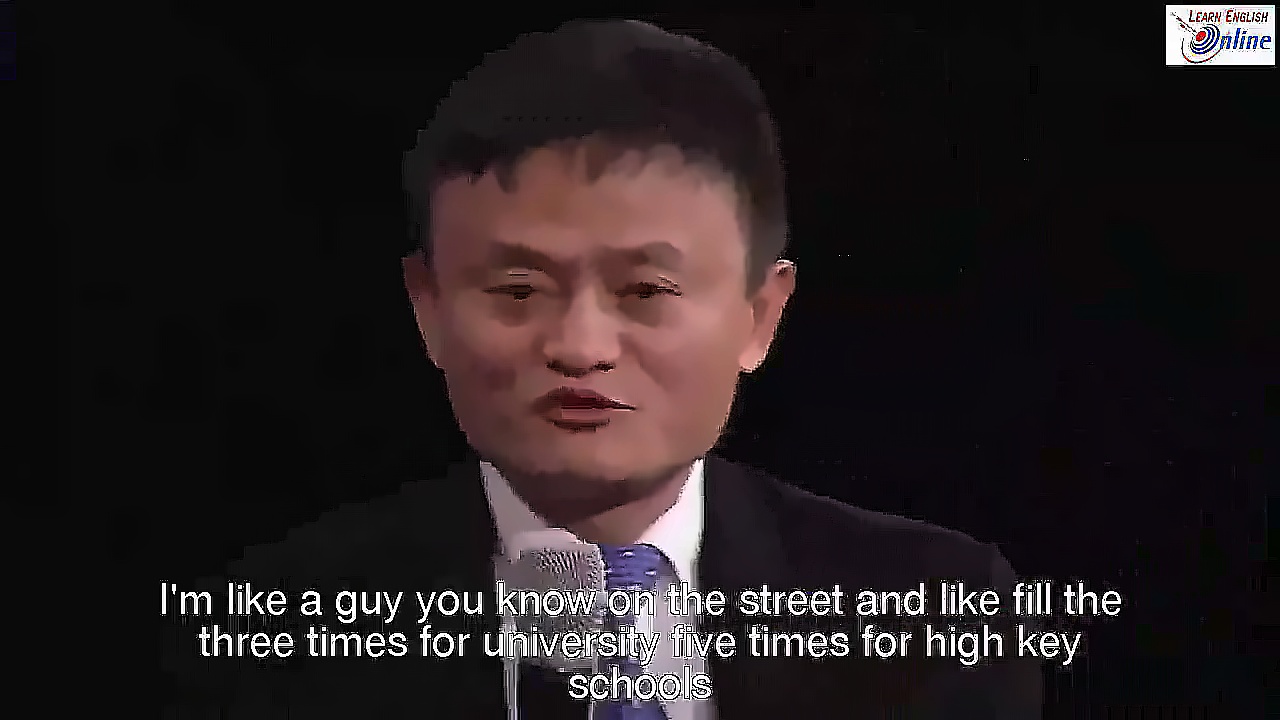 LEARN ENGLISH
Online
I'm like a guy you know on the street and like fill the
three times for university five times for high key
schools